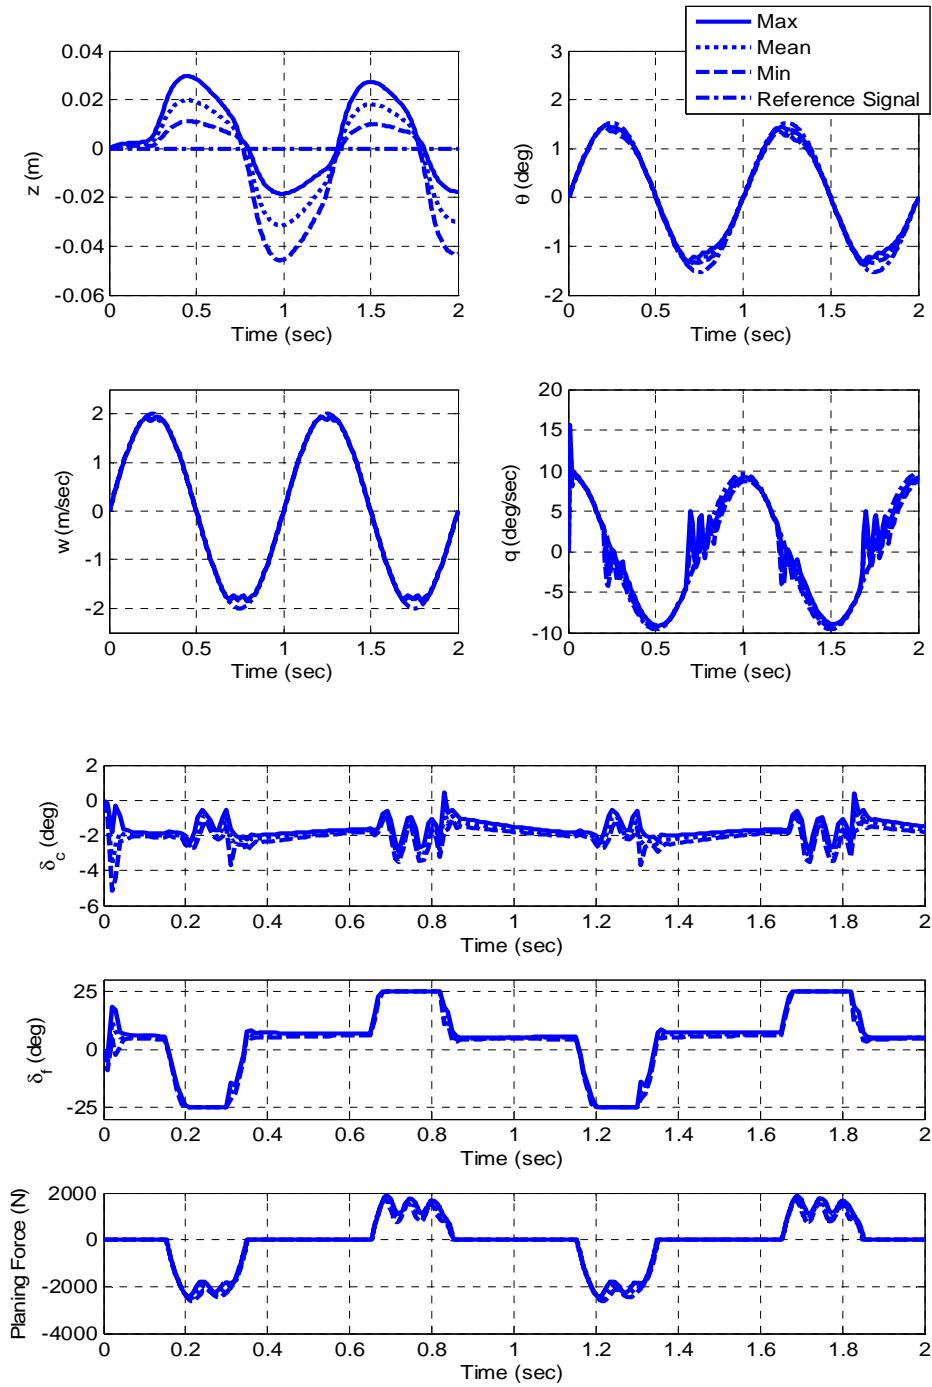 Max
Mean
Min
Reference Signal
0.04
0.02
0
-0.02
-0.04
-0.06
z (m)
0 0.5 1 1.5 2
Time (sec)
3
2
1
0
-1
-2
θ (deg)
0 0.5 1 1.5 2
Time (sec)
2
1
0
-1
-2
w (m/sec)
0 0.5 1 1.5 2
Time (sec)
20
15
10
5
0
-5
-10
q (deg/sec)
0 0.5 1 1.5 2
Time (sec)
2
0
-2
-4
-6
δc (deg)
0 0.2 0.4 0.6 0.8 1 1.2 1.4 1.6 1.8 2
Time (sec)
25
0
-25
δf (deg)
0 0.2 0.4 0.6 0.8 1 1.2 1.4 1.6 1.8 2
Time (sec)
2000
0
-2000
-4000
Planing Force (N)
0 0.2 0.4 0.6 0.8 1 1.2 1.4 1.6 1.8 2
Time (sec)